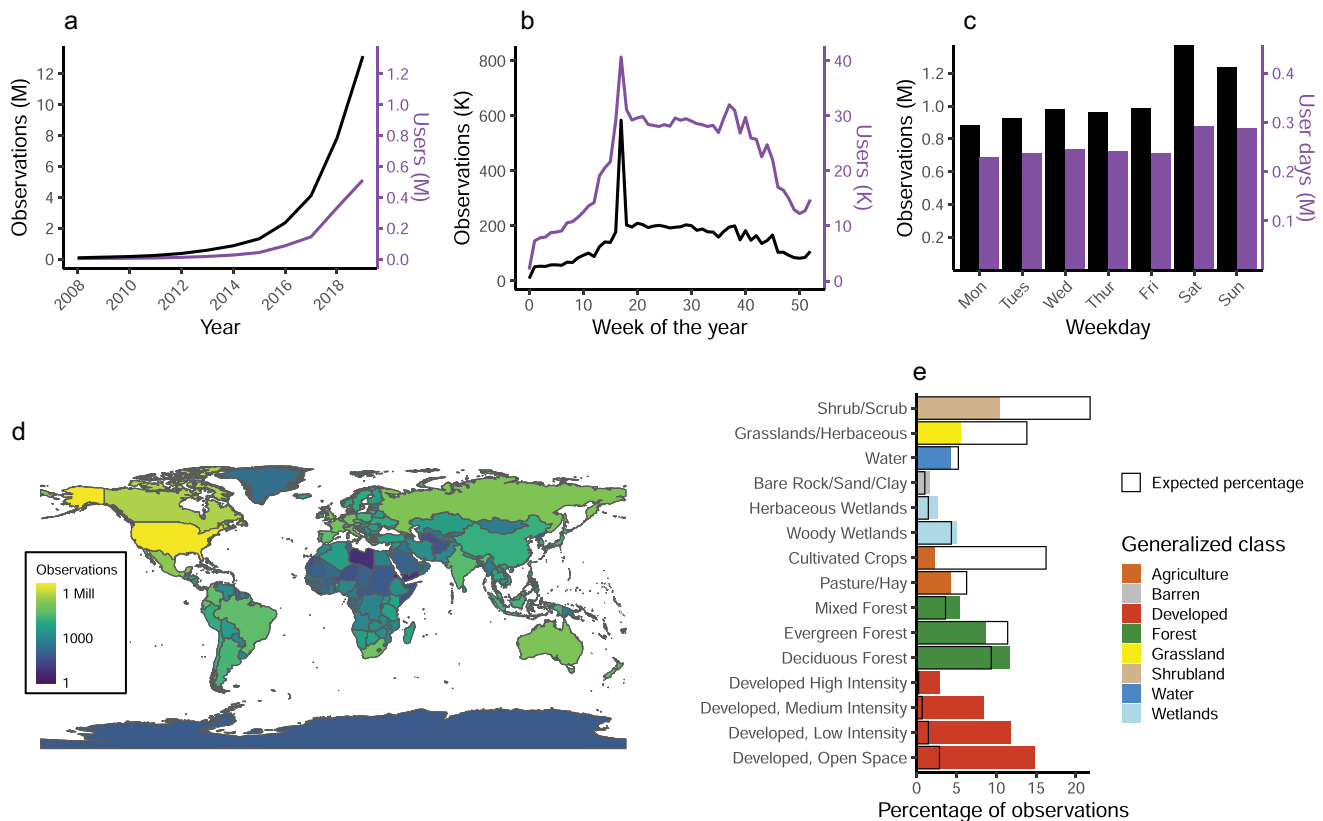 a
Observations (M)
12
10
8
6
4
2
0
1.2
1.0
0.8
0.6
0.4
0.2
0.0
Users (M)
2008
2010
2012
2014
2016
2018
Year
b
Observations (K)
800
600
400
200
0
40
30
20
10
0
Users (K)
0
10
20
30
40
50
Week of the year
c
Observations (M)
1.2
1.0
0.8
0.6
0.4
0.2
0.4
0.3
0.2
0.1
User days (M)
Mon
Tues
Wed
Thur
Fri
Sat
Sun
Weekday
d
Observations
1 Mill
1000
1
e
Shrub/Scrub
Grasslands/Herbaceous
Water
Bare Rock/Sand/Clay
Herbaceous Wetlands
Woody Wetlands
Cultivated Crops
Pasture/Hay
Mixed Forest
Evergreen Forest
Deciduous Forest
Developed High Intensity
Developed, Medium Intensity
Developed, Low Intensity
Developed, Open Space
0
5
10
15
20
Percentage of observations
Expected percentage
Generalized class
Agriculture
Barren
Developed
Forest
Grassland
Shrubland
Water
Wetlands